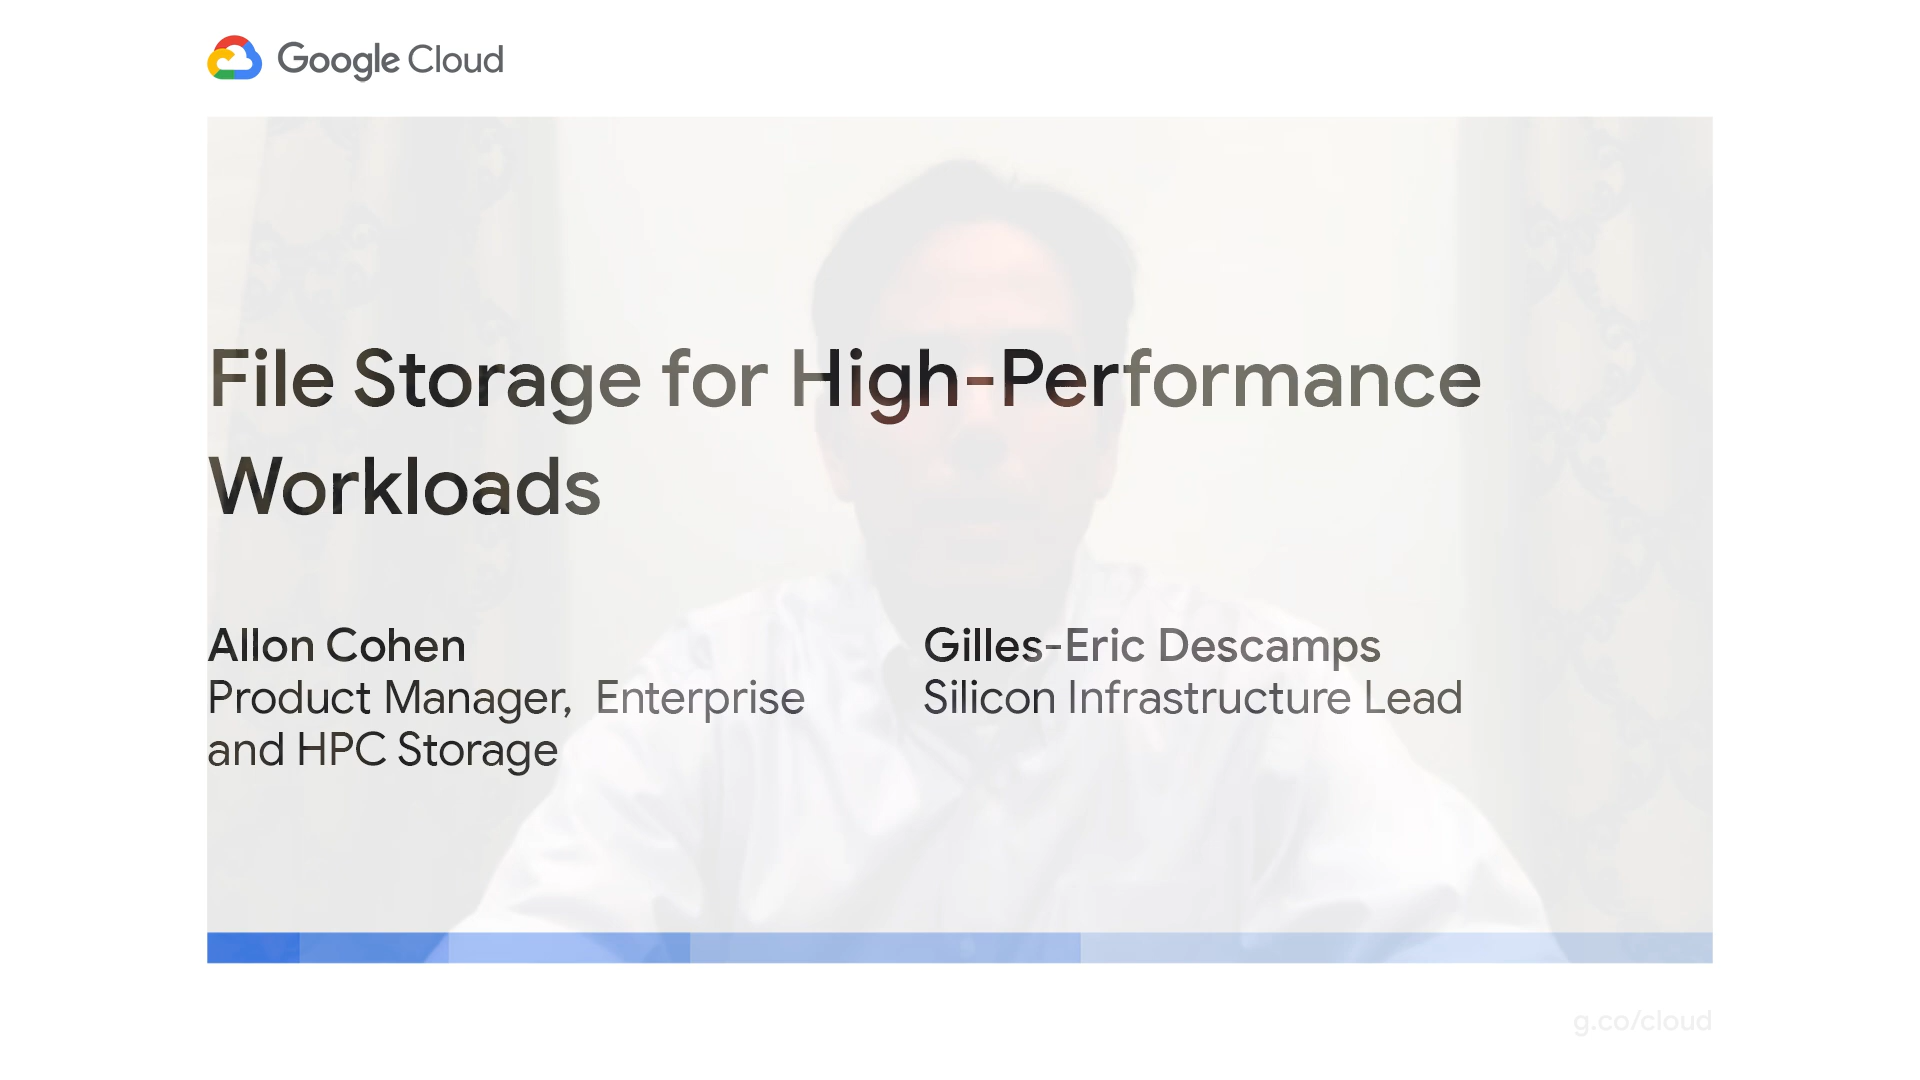 Google Cloud
File Storage for High-Performance
Workloads
Allon Cohen
Product Manager, Enterprise
and HPC Storage
Gilles-Eric Descamps
Silicon Infrastructure Lead
g.co/cloud